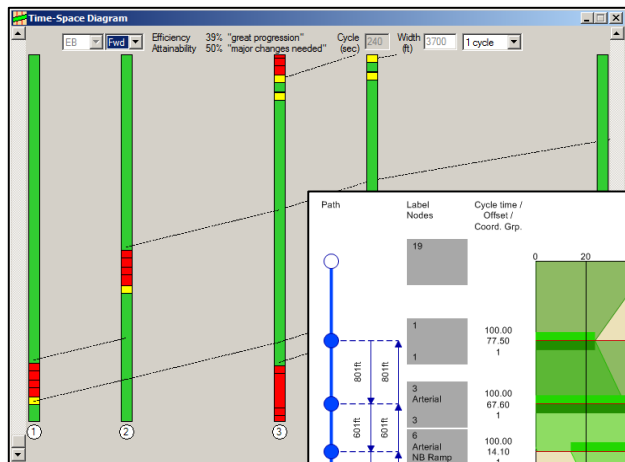 Time-Space Diagram
EB Fwd Efficiency 39% "great progression" Cycle 240 Width 3700 1 cycle
Attainability 50% "major changes needed" (sec) (ft)
1 2 3
Path Label Cycle time /
Nodes Offset /
Coord. Grp.
0 20
19
1 100.00
77.50
1 1
801ft 801ft
3 100.00
Arterial 67.60
3 1
601ft 601ft
6 100.00
Arterial 14.10
NB Ramp 1